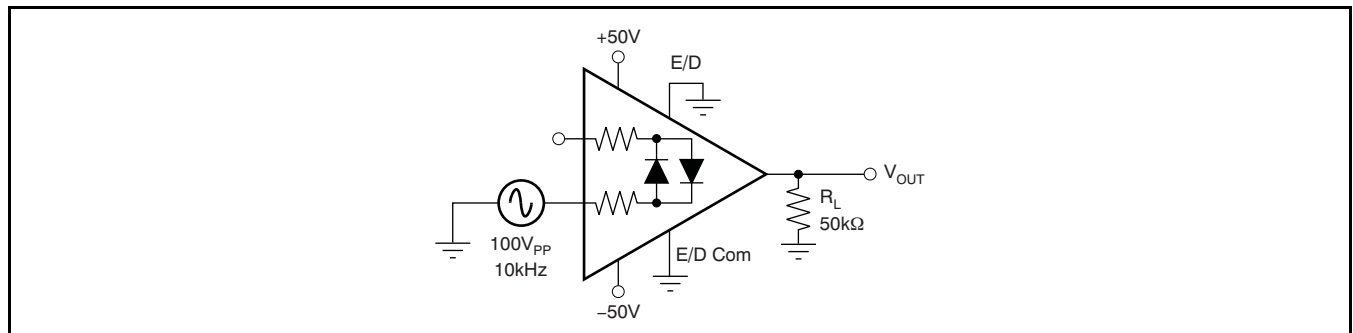 +50V
E/D
V_OUT
R_L
50kΩ
100V_PP
10kHz
E/D Com
−50V